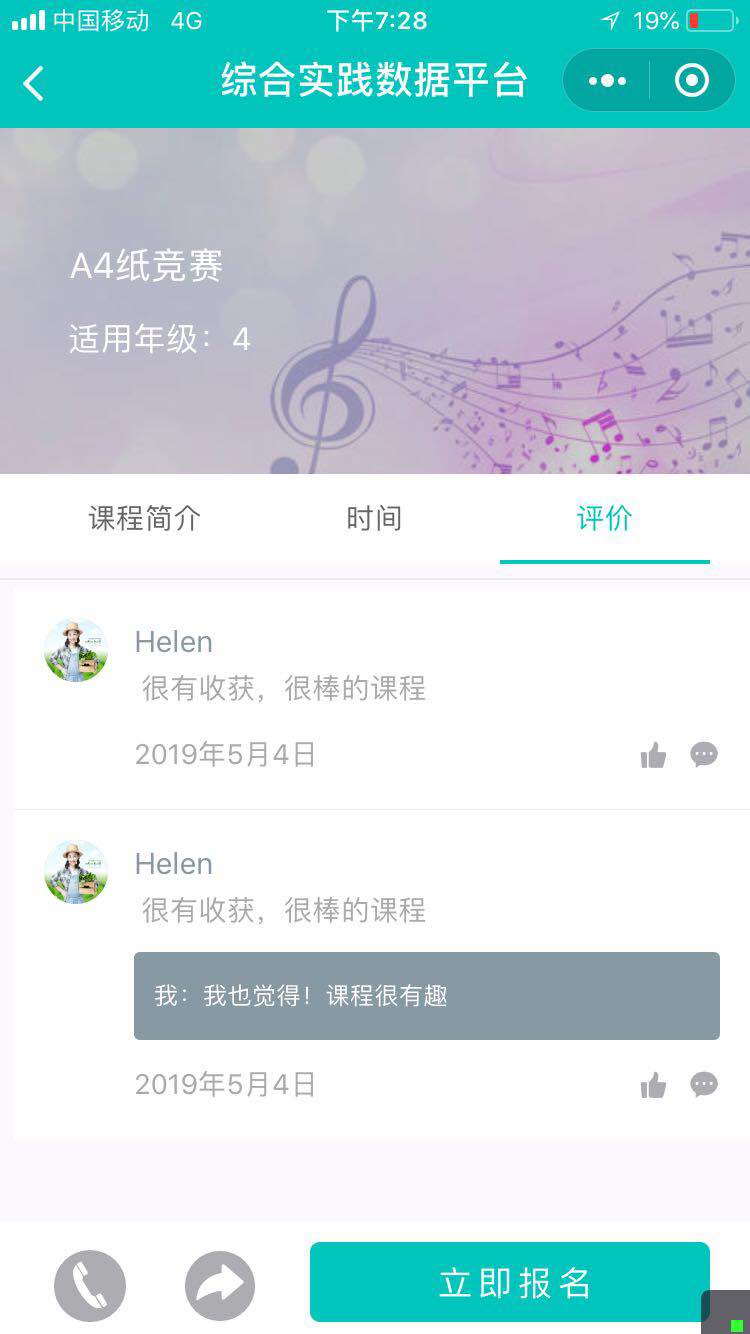 中国移动 4G 下午7:28 19%
综合实践数据平台
A4纸竞赛
适用年级：4
课程简介 时间 评价
Helen
很有收获，很棒的课程
2019年5月4日
Helen
很有收获，很棒的课程
我：我也觉得！课程很有趣
2019年5月4日
立即报名